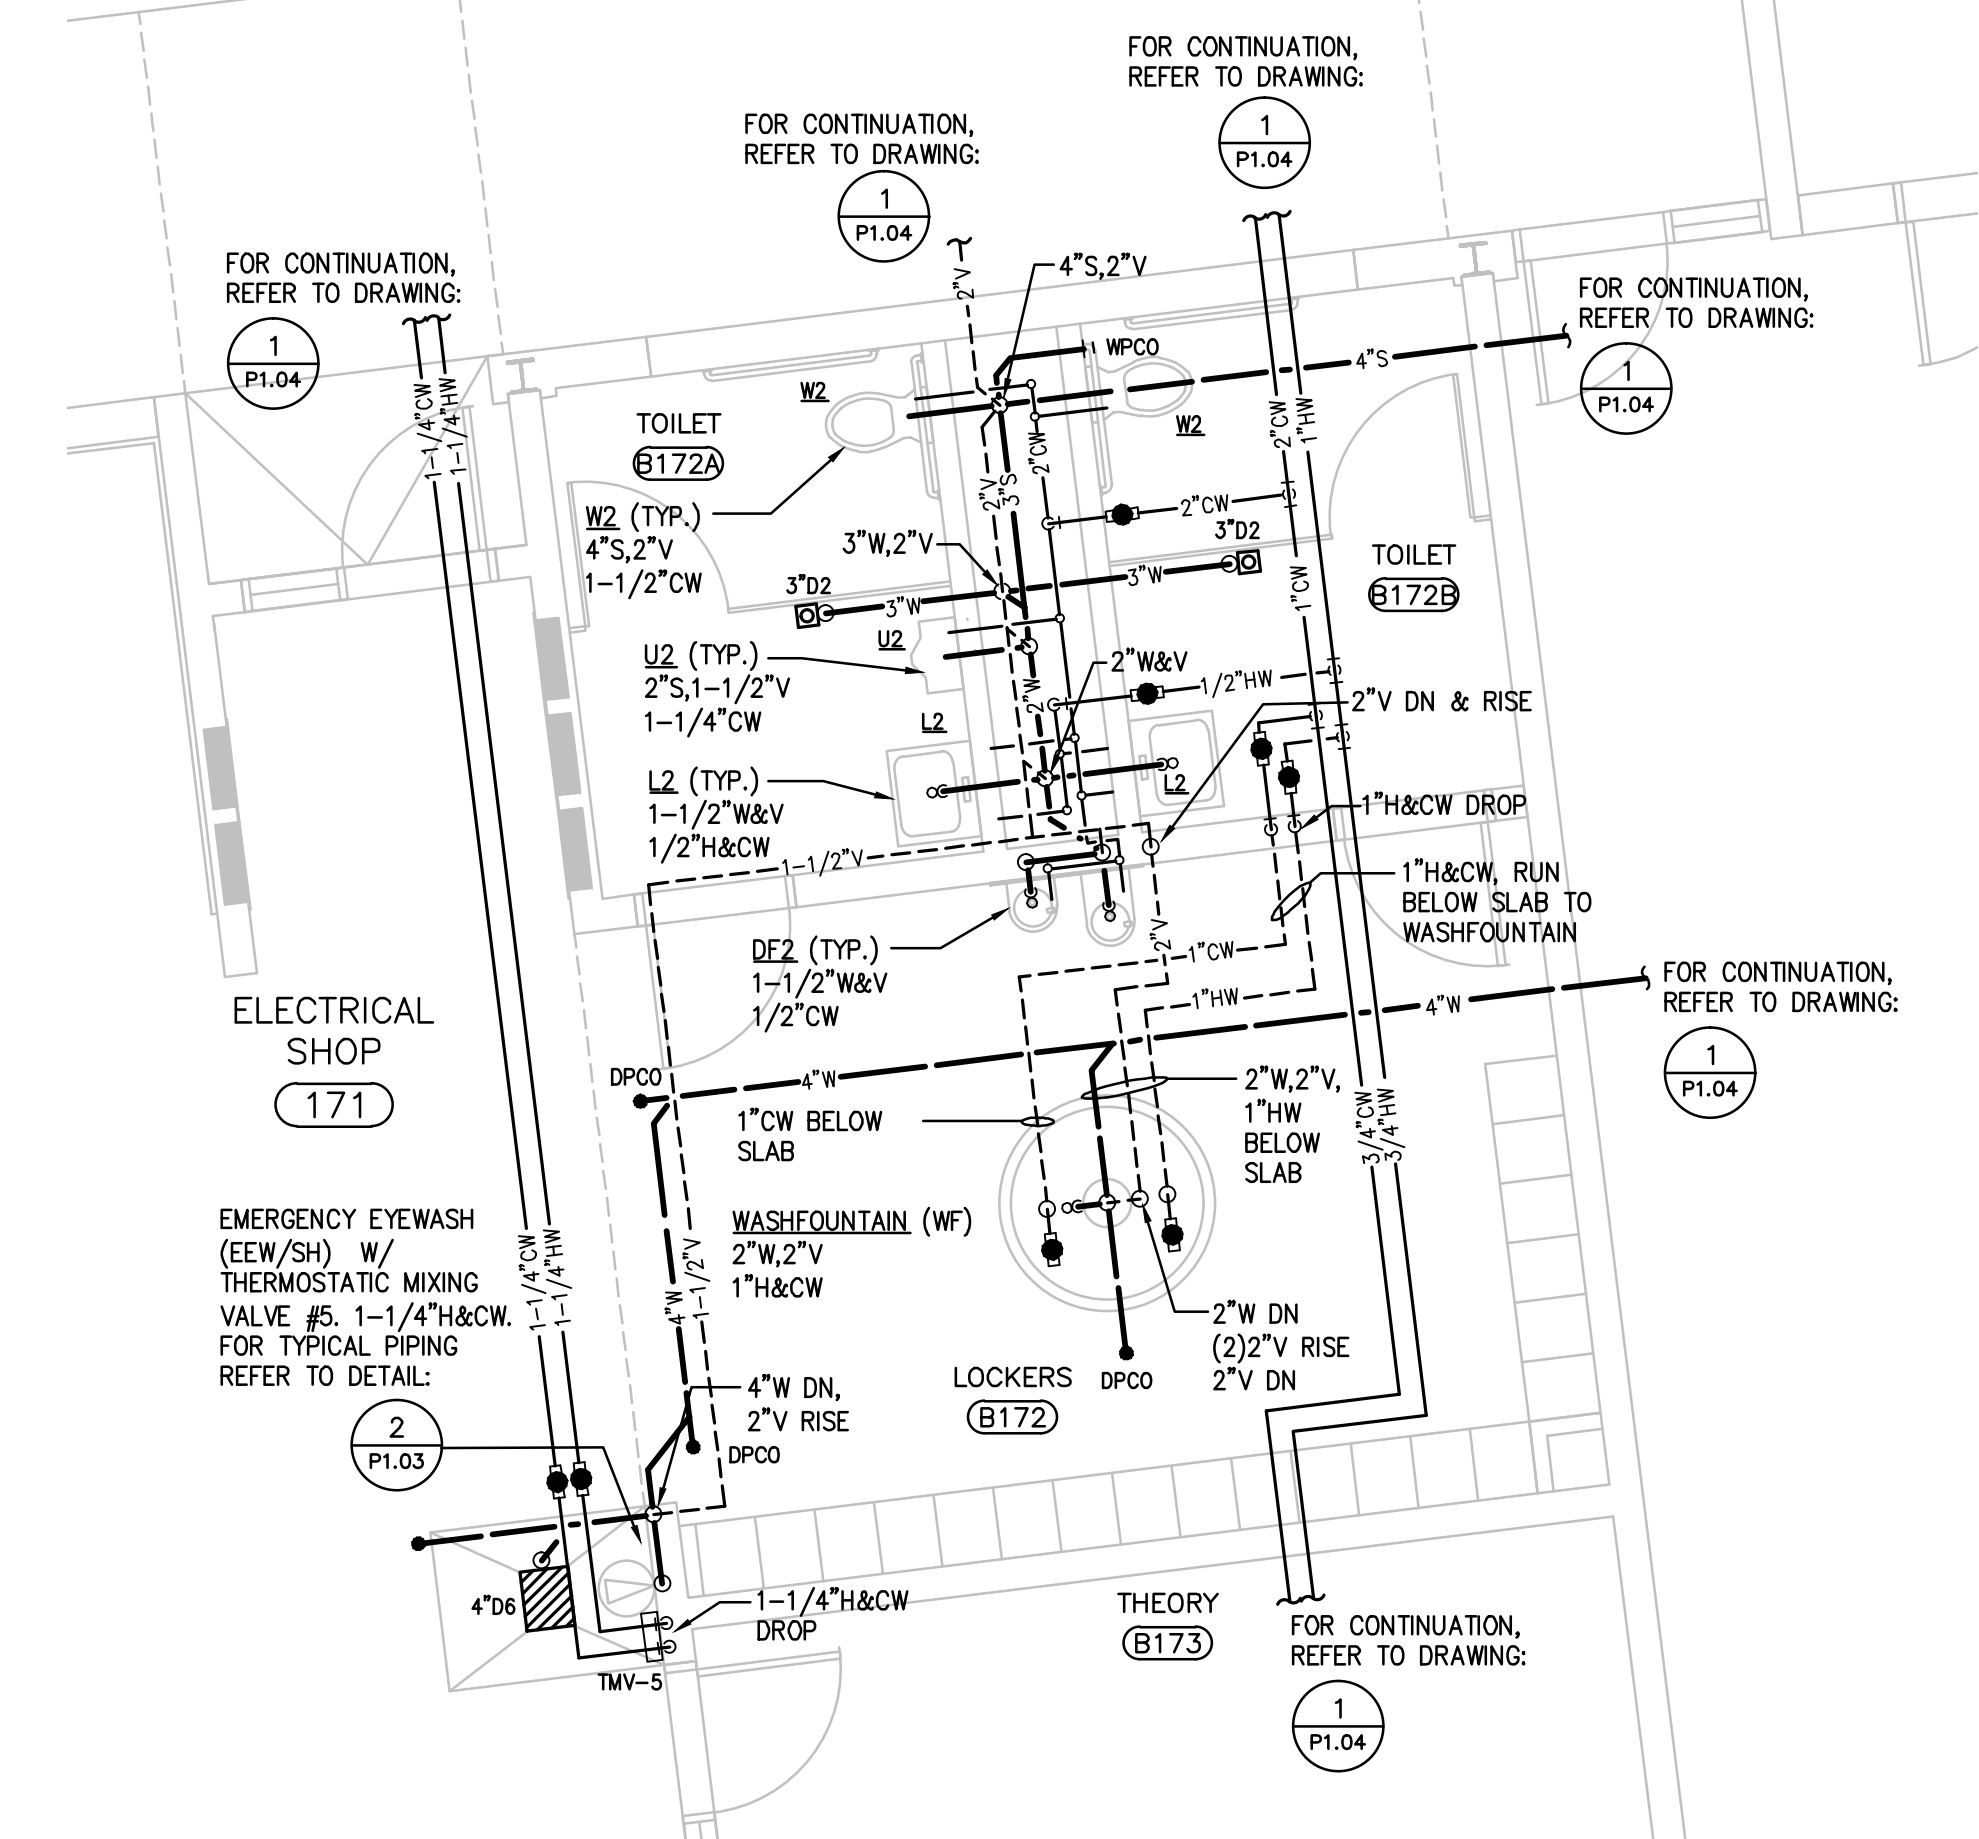 FOR CONTINUATION,
REFER TO DRAWING:
1
P1.04
FOR CONTINUATION,
REFER TO DRAWING:
1
P1.04
FOR CONTINUATION,
REFER TO DRAWING:
1
P1.04
FOR CONTINUATION,
REFER TO DRAWING:
1
P1.04
2"V
4"S,2"V
WPCO
4"S
1-1/4"CW
1-1/4"HW
W2
W2
TOILET
B172A
2"CW
2"V
3"S
2"CW
1"HW
2"CW
W2 (TYP.)
4"S,2"V
1-1/2"CW
3"W,2"V
3"D2
3"D2
3"W
3"W
TOILET
B172B
1"CW
U2
U2 (TYP.)
2"S,1-1/2"V
1-1/4"CW
2"W
2"W&V
1/2"HW
2"V DN & RISE
L2
L2
L2 (TYP.)
1-1/2"W&V
1/2"H&CW
1"H&CW DROP
1-1/2"V
1"H&CW, RUN
BELOW SLAB TO
WASHFOUNTAIN
DF2 (TYP.)
1-1/2"W&V
1/2"CW
2"V
1"CW
1"HW
4"W
FOR CONTINUATION,
REFER TO DRAWING:
1
P1.04
ELECTRICAL
SHOP
171
DPCO
4"W
1"CW BELOW
SLAB
2"W,2"V,
1"HW
BELOW
SLAB
3/4"CW
3/4"HW
EMERGENCY EYEWASH
(EEW/SH) W/
THERMOSTATIC MIXING
VALVE #5. 1-1/4"H&CW.
FOR TYPICAL PIPING
REFER TO DETAIL:
2
P1.03
1-1/4"CW
1-1/4"HW
4"W
1-1/2"V
WASHFOUNTAIN (WF)
2"W,2"V
1"H&CW
2"W DN
(2)2"V RISE
2"V DN
LOCKERS
B172
DPCO
4"W DN,
2"V RISE
DPCO
4"D6
1-1/4"H&CW
DROP
TMV-5
THEORY
B173
FOR CONTINUATION,
REFER TO DRAWING:
1
P1.04